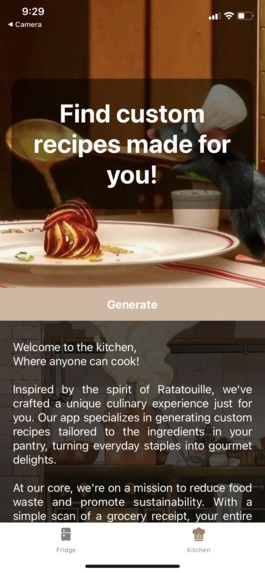 9:29
◀ Camera
Find custom
recipes made for
you!
Generate
Welcome to the kitchen,
Where anyone can cook!
Inspired by the spirit of Ratatouille, we've
crafted a unique culinary experience just for
you. Our app specializes in generating custom
recipes tailored to the ingredients in your
pantry, turning everyday staples into gourmet
delights.
At our core, we're on a mission to reduce food
waste and promote sustainability. With a
simple scan of a grocery receipt, your entire
Fridge
Kitchen